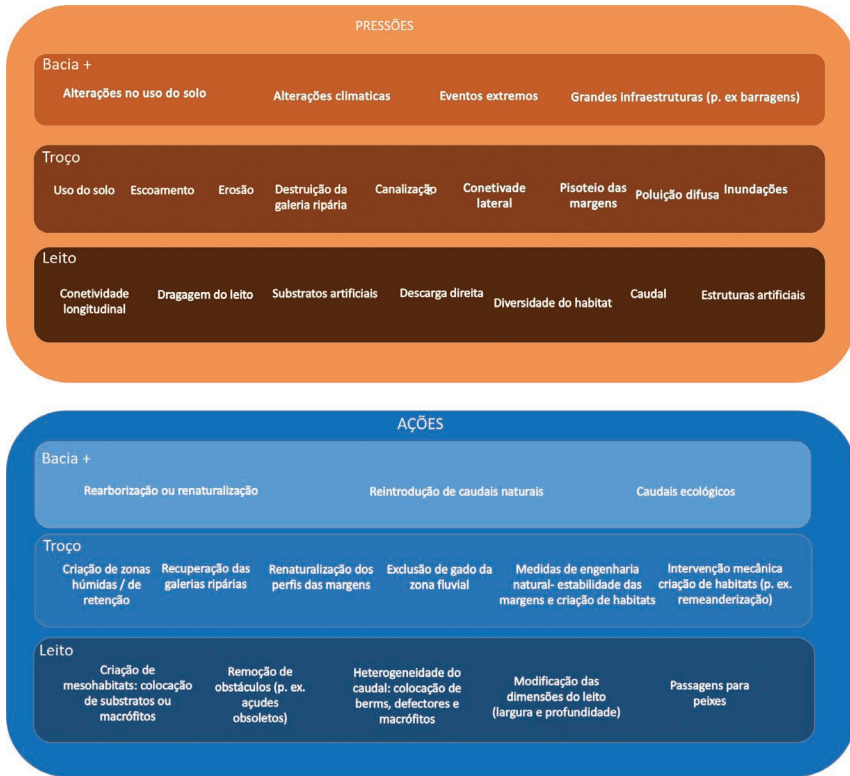 PRESSÕES
Bacia +
Alterações no uso do solo
Alterações climaticas
Eventos extremos
Grandes infraestruturas (p. ex barragens)
Troço
Uso do solo
Escoamento
Erosão
Destruição da
galeria ripária
Canalização
Conetivade
lateral
Pisoteio das
margens
Poluição difusa
Inundações
Leito
Conetividade
longitudinal
Dragagem do leito
Substratos artificiais
Descarga direita
Diversidade do habitat
Caudal
Estruturas artificiais
AÇÕES
Bacia +
Rearborização ou renaturalização
Reintrodução de caudais naturais
Caudais ecológicos
Troço
Criação de zonas
húmidas / de
retenção
Recuperação das
galerias ripárias
Renaturalização dos
perfis das margens
Exclusão de gado da
zona fluvial
Medidas de engenharia
natural- estabilidade das
margens e criação de habitats
Intervenção mecânica
criação de habitats (p. ex.
remeanderização)
Leito
Criação de
mesohabitats: colocação
de substratos ou
macrófitos
Remoção de
obstáculos (p. ex.
açudes
obsoletos)
Heterogeneidade do
caudal: colocação de
berms, defectores e
macrófitos
Modificação das
dimensões do leito
(largura e profundidade)
Passagens para
peixes